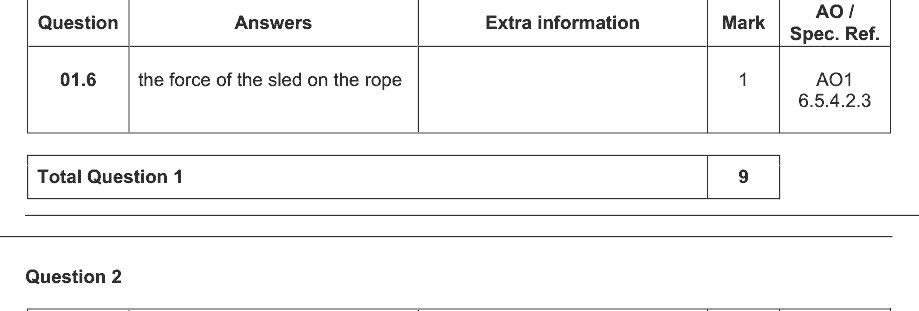 Question Answers Extra information Mark AO /
Spec. Ref.
01.6 the force of the sled on the rope 1 AO1
6.5.4.2.3
Total Question 1 9
Question 2